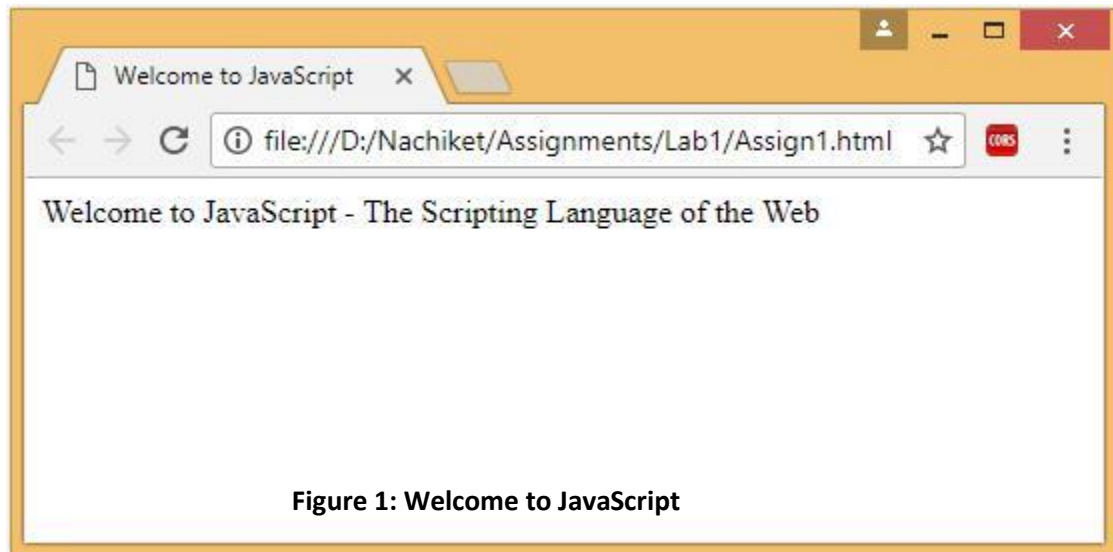 Welcome to JavaScript
file:///D:/Nachiket/Assignments/Lab1/Assign1.html
CORS
Welcome to JavaScript - The Scripting Language of the Web
Figure 1: Welcome to JavaScript